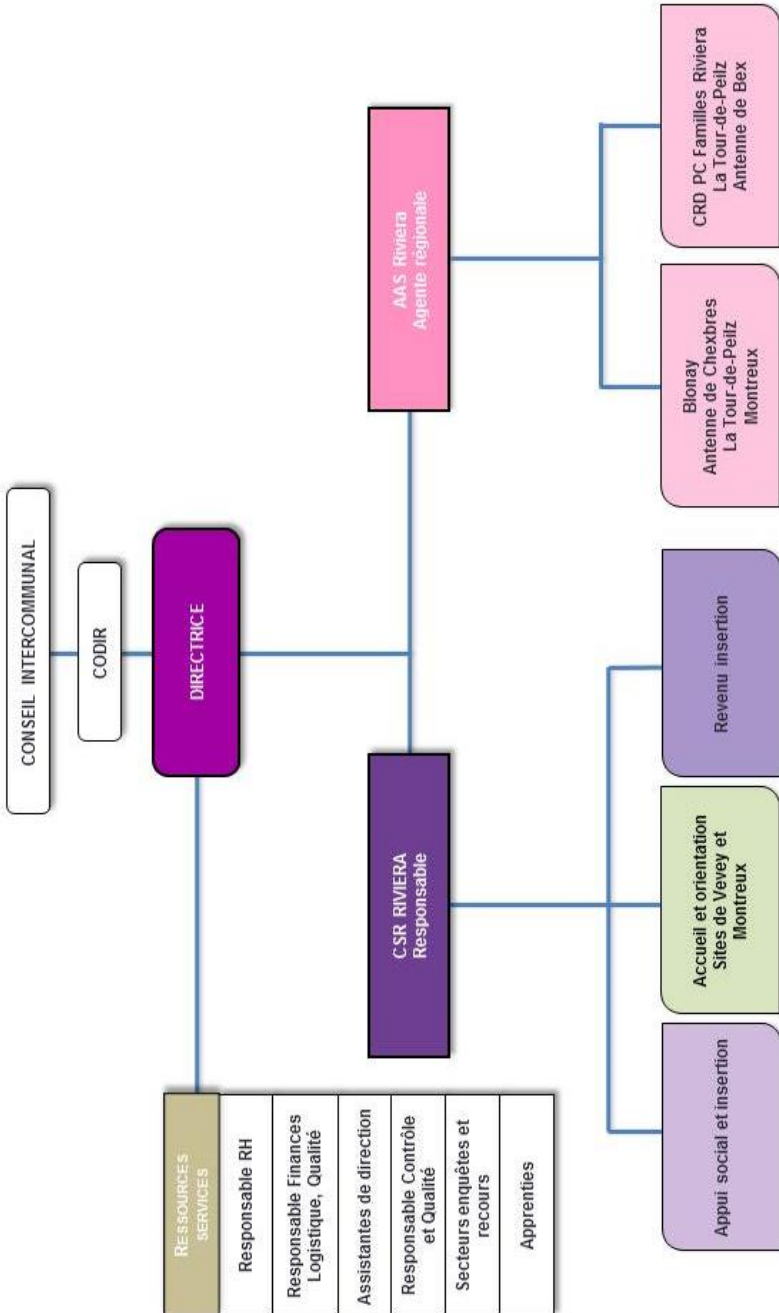 CONSEIL INTERCOMMUNAL
CODIR
DIRECTRICE
RESSOURCES
SERVICES
Responsable RH
Responsable Finances
Logistique, Qualité
Assistantes de direction
Responsable Contrôle
et Qualité
Secteurs enquêtes et
recours
Apprenties
CSR RIVIERA
Responsable
AAS Riviera
Agente régionale
Appui social et insertion
Accueil et orientation
Sites de Vevey et
Montreux
Revenu insertion
Blonay
Antenne de Chexbres
La Tour-de-Peilz
Montreux
CRD PC Familles Riviera
La Tour-de-Peilz
Antenne de Bex